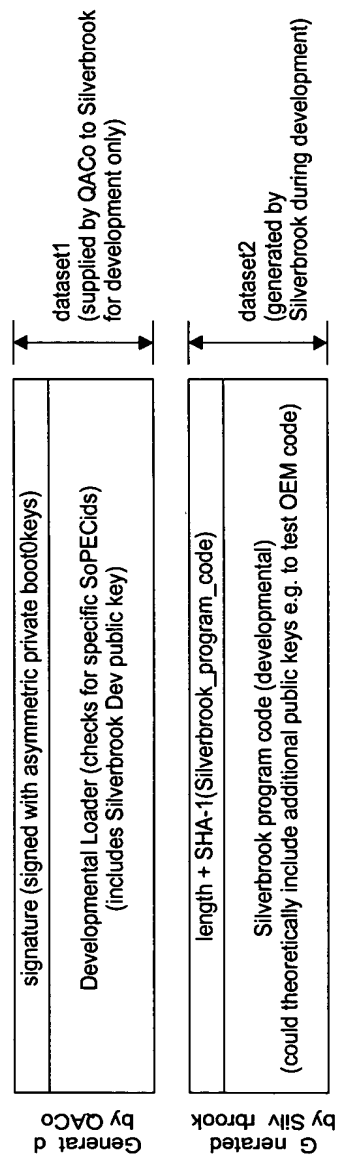 Generat d
by QACo
signature (signed with asymmetric private boot0keys)
Developmental Loader (checks for specific SoPECids)
(includes Silverbrook Dev public key)
dataset1
(supplied by QACo to Silverbrook
for development only)
G nerated
by Silv rbrook
length + SHA-1(Silverbrook_program_code)
Silverbrook program code (developmental)
(could theoretically include additional public keys e.g. to test OEM code)
dataset2
(generated by
Silverbrook during development)